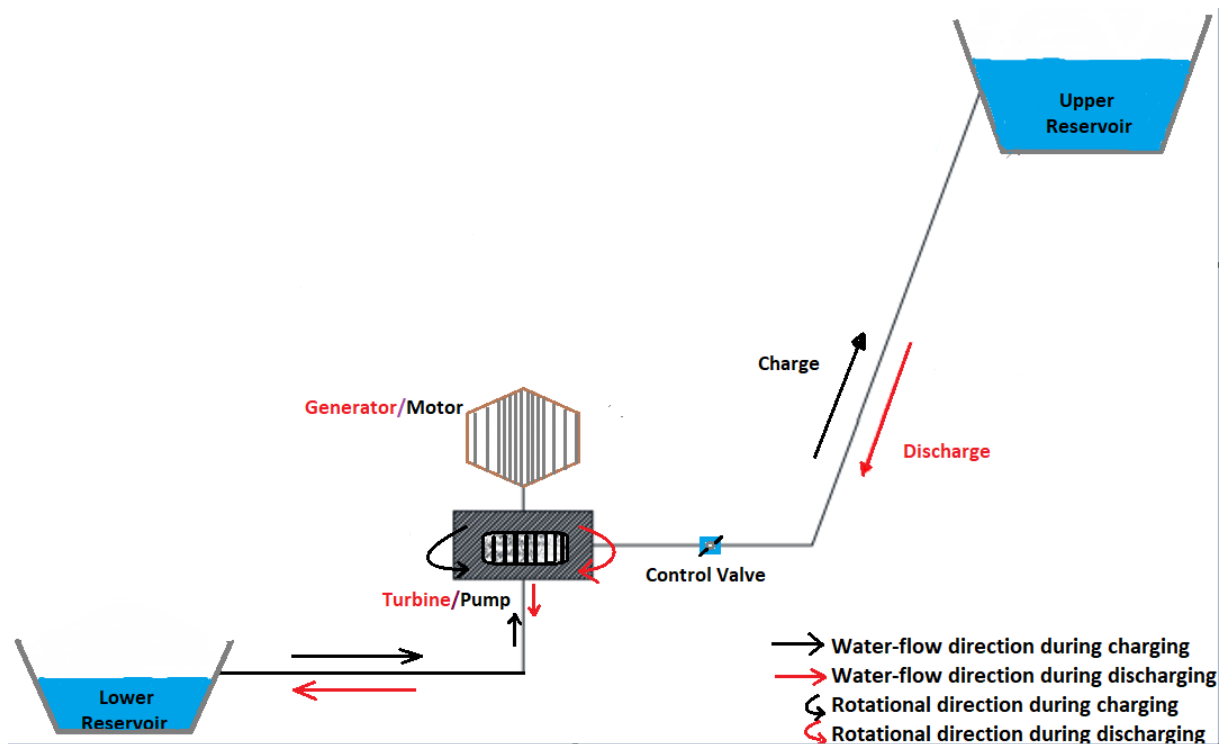 Upper
Reservoir
Charge
Discharge
Generator/Motor
Control Valve
Turbine/Pump
Lower
Reservoir
Water-flow direction during charging
Water-flow direction during discharging
Rotational direction during charging
Rotational direction during discharging